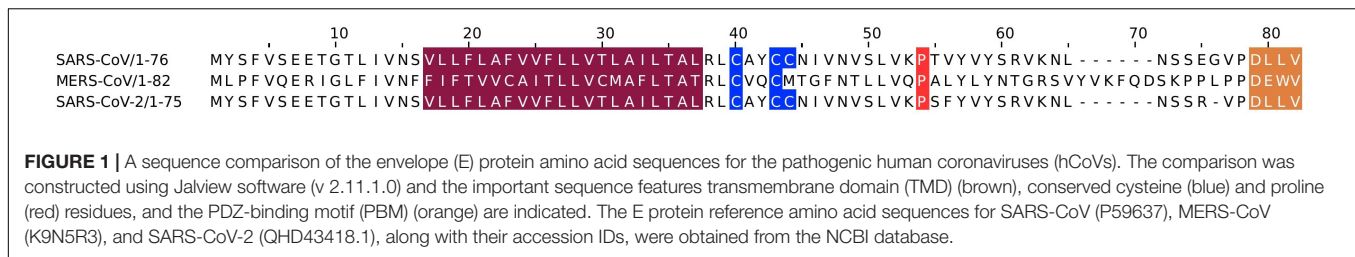 10 20 30 40 50 60 70 80
SARS-CoV/1-76 MYSFVSEETGTLIVNSVLLFLAFVVFLLVTLAILTALRLCAYCCNIVNVSLVKPTVYVYSRVKNL------NSSEGVPDLLV
MERS-CoV/1-82 MLPFVQERIGLFIVNFFIFTVVCAITLLVCMAFLTATRLCVQCMTGFNTLLVQPALYLYNTGRSVYVKFQDSKPPLPPDEWV
SARS-CoV-2/1-75 MYSFVSEETGTLIVNSVLLFLAFVVFLLVTLAILTALRLCAYCCNIVNVSLVKPSFYVYSRVKNL------NSSR-VPDLLV
FIGURE 1 | A sequence comparison of the envelope (E) protein amino acid sequences for the pathogenic human coronaviruses (hCoVs). The comparison was
constructed using Jalview software (v 2.11.1.0) and the important sequence features transmembrane domain (TMD) (brown), conserved cysteine (blue) and proline
(red) residues, and the PDZ-binding motif (PBM) (orange) are indicated. The E protein reference amino acid sequences for SARS-CoV (P59637), MERS-CoV
(K9N5R3), and SARS-CoV-2 (QHD43418.1), along with their accession IDs, were obtained from the NCBI database.